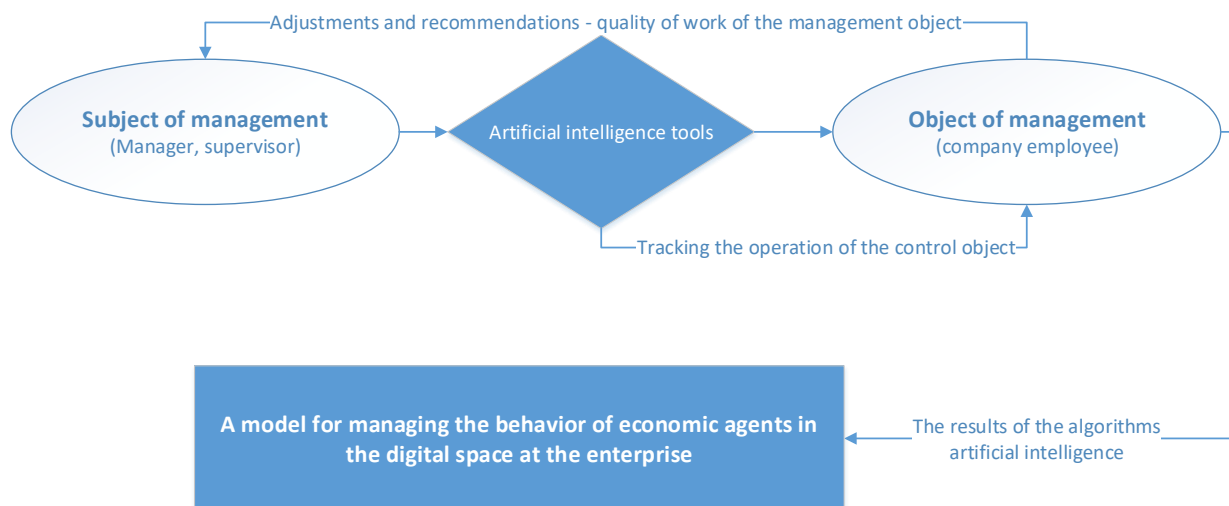 Adjustments and recommendations - quality of work of the management object
Subject of management
(Manager, supervisor)
Artificial intelligence tools
Object of management
(company employee)
Tracking the operation of the control object
A model for managing the behavior of economic agents in
the digital space at the enterprise
The results of the algorithms
artificial intelligence